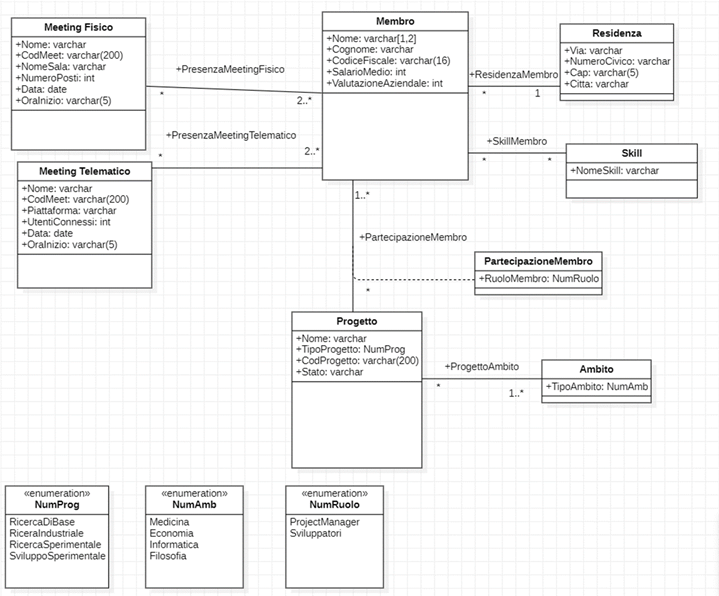 Meeting Fisico
+Nome: varchar
+CodMeet: varchar(200)
+NomeSala: varchar
+NumeroPosti: int
+Data: date
+OraInizio: varchar(5)
+PresenzaMeetingFisico
*
2..*
Membro
+Nome: varchar[1,2]
+Cognome: varchar
+CodiceFiscale: varchar(16)
+SalarioMedio: int
+ValutazioneAziendale: int
+ResidenzaMembro
*
1
Residenza
+Via: varchar
+NumeroCivico: varchar
+Cap: varchar(5)
+Citta: varchar
+PresenzaMeetingTelematico
*
2..*
+SkillMembro
*
*
Skill
+NomeSkill: varchar
Meeting Telematico
+Nome: varchar
+CodMeet: varchar(200)
+Piattaforma: varchar
+UtentiConnessi: int
+Data: date
+OraInizio: varchar(5)
1..*
+PartecipazioneMembro
*
PartecipazioneMembro
+RuoloMembro: NumRuolo
Progetto
+Nome: varchar
+TipoProgetto: NumProg
+CodProgetto: varchar(200)
+Stato: varchar
+ProgettoAmbito
*
1..*
Ambito
+TipoAmbito: NumAmb
«enumeration»
NumProg
RicercaDiBase
RiceraIndustriale
RicercaSperimentale
SviluppoSperimentale
«enumeration»
NumAmb
Medicina
Economia
Informatica
Filosofia
«enumeration»
NumRuolo
ProjectManager
Sviluppatori